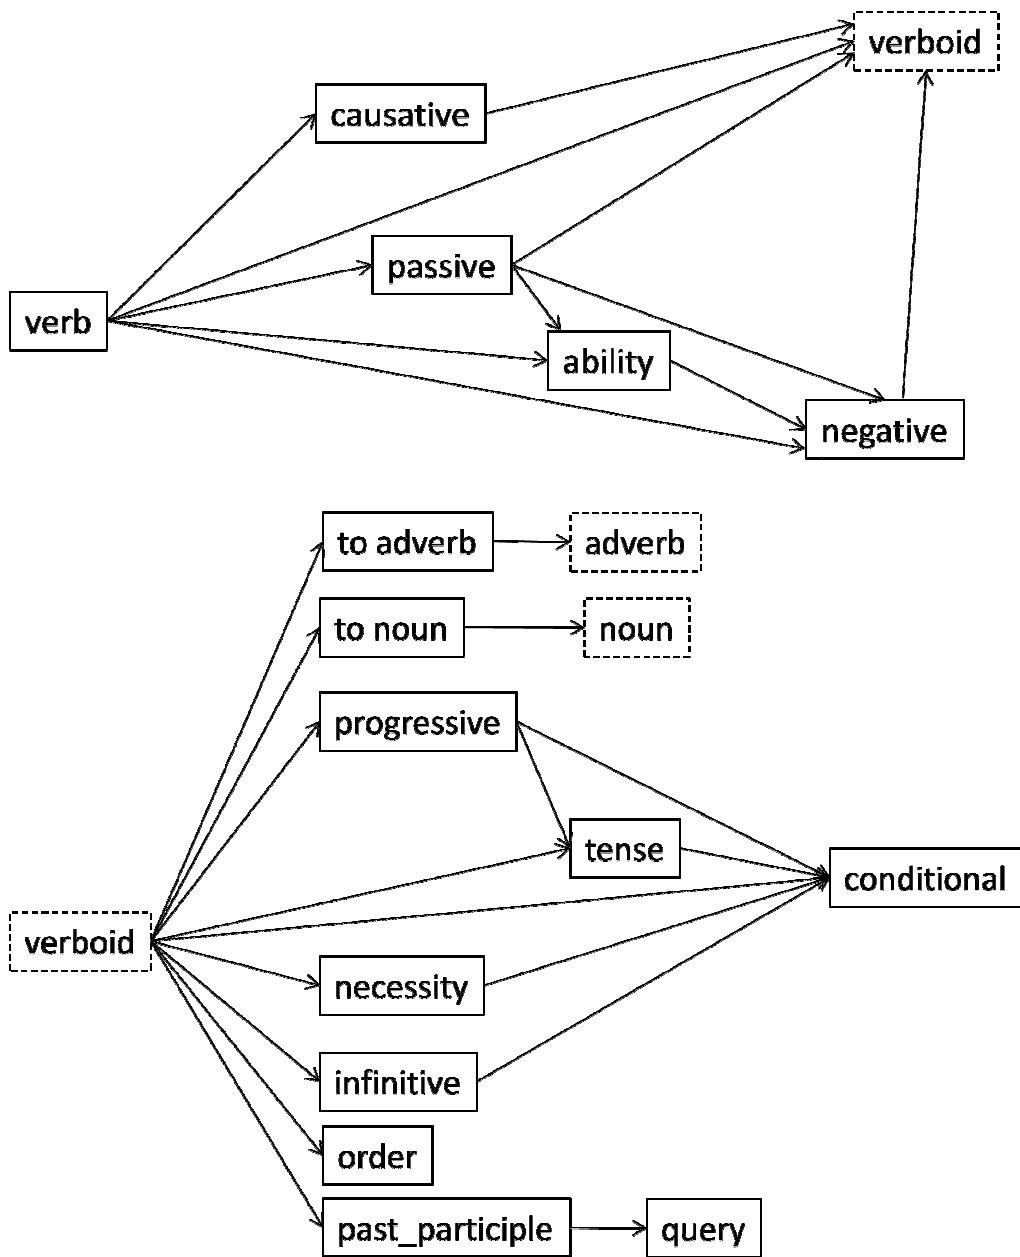 verboid
causative
passive
verb
ability
negative
to adverb
adverb
to noun
noun
progressive
tense
conditional
verboid
necessity
infinitive
order
past_participle
query